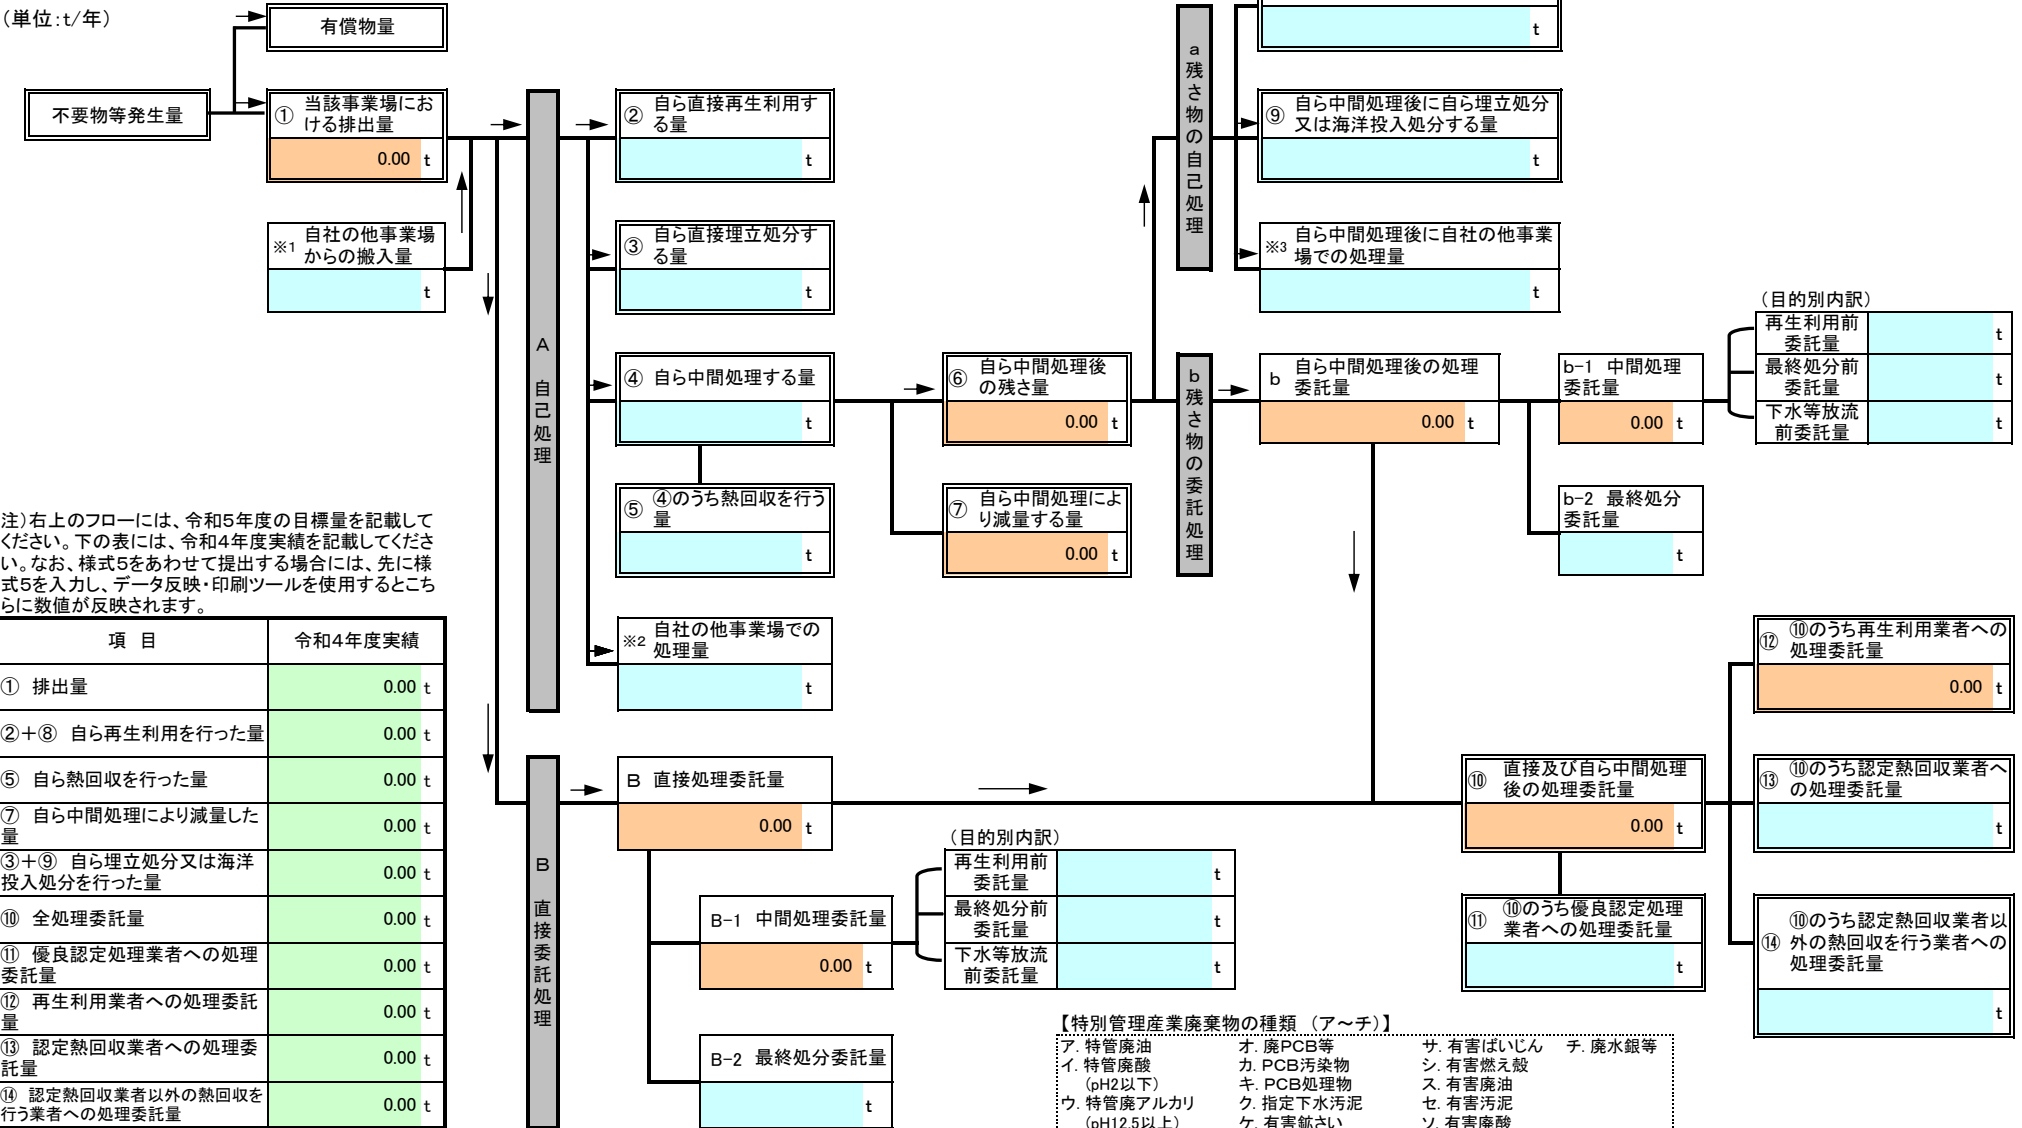 （単位：t/年）
有償物量
不要物等発生量
① 当該事業場にお
ける排出量
0.00 t
※1 自社の他事業場
からの搬入量
t
A 自己処理
② 自ら直接再生利用す
る量
t
③ 自ら直接埋立処分す
る量
t
④ 自ら中間処理する量
t
⑤ ④のうち熱回収を行う
量
t
※2 自社の他事業場での
処理量
t
⑥ 自ら中間処理後
の残さ量
0.00 t
⑦ 自ら中間処理によ
り減量する量
0.00 t
a 残さ物の自己処理
t
⑨ 自ら中間処理後に自ら埋立処分
又は海洋投入処分する量
t
※3 自ら中間処理後に自社の他事業
場での処理量
t
b 残さ物の委託処理
b 自ら中間処理後の処理
委託量
0.00 t
b-1 中間処理
委託量
0.00 t
（目的別内訳）
再生利用前
委託量
t
最終処分前
委託量
t
下水等放流
前委託量
t
b-2 最終処分
委託量
t
注）右上のフローには、令和５年度の目標量を記載して
ください。下の表には、令和４年度実績を記載してくださ
い。なお、様式５をあわせて提出する場合には、先に様
式５を入力し、データ反映・印刷ツールを使用するとこち
らに数値が反映されます。
項 目 令和４年度実績
① 排出量 0.00 t
②＋⑧ 自ら再生利用を行った量 0.00 t
⑤ 自ら熱回収を行った量 0.00 t
⑦ 自ら中間処理により減量した
量 0.00 t
③＋⑨ 自ら埋立処分又は海洋
投入処分を行った量 0.00 t
⑩ 全処理委託量 0.00 t
⑪ 優良認定処理業者への処理
委託量 0.00 t
⑫ 再生利用業者への処理委託
量 0.00 t
⑬ 認定熱回収業者への処理委
託量 0.00 t
⑭ 認定熱回収業者以外の熱回収を
行う業者への処理委託量 0.00 t
B 直接委託処理
B 直接処理委託量
0.00 t
B-1 中間処理委託量
0.00 t
（目的別内訳）
再生利用前
委託量
t
最終処分前
委託量
t
下水等放流
前委託量
t
B-2 最終処分委託量
t
⑩ 直接及び自ら中間処理
後の処理委託量
0.00 t
⑪ ⑩のうち優良認定処理
業者への処理委託量
t
⑫ ⑩のうち再生利用業者への
処理委託量
0.00 t
⑬ ⑩のうち認定熱回収業者へ
の処理委託量
t
⑭ ⑩のうち認定熱回収業者以
外の熱回収を行う業者への
処理委託量
t
【特別管理産業廃棄物の種類 （ア～チ）】
ア. 特管廃油 オ. 廃PCB等 サ. 有害ばいじん チ. 廃水銀等
イ. 特管廃酸 カ. PCB汚染物 シ. 有害燃え殻
（pH2以下） キ. PCB処理物 ス. 有害廃油
ウ. 特管廃アルカリ ク. 指定下水汚泥 セ. 有害汚泥
（pH12.5以上） ケ. 有害鉱さい ソ. 有害廃酸